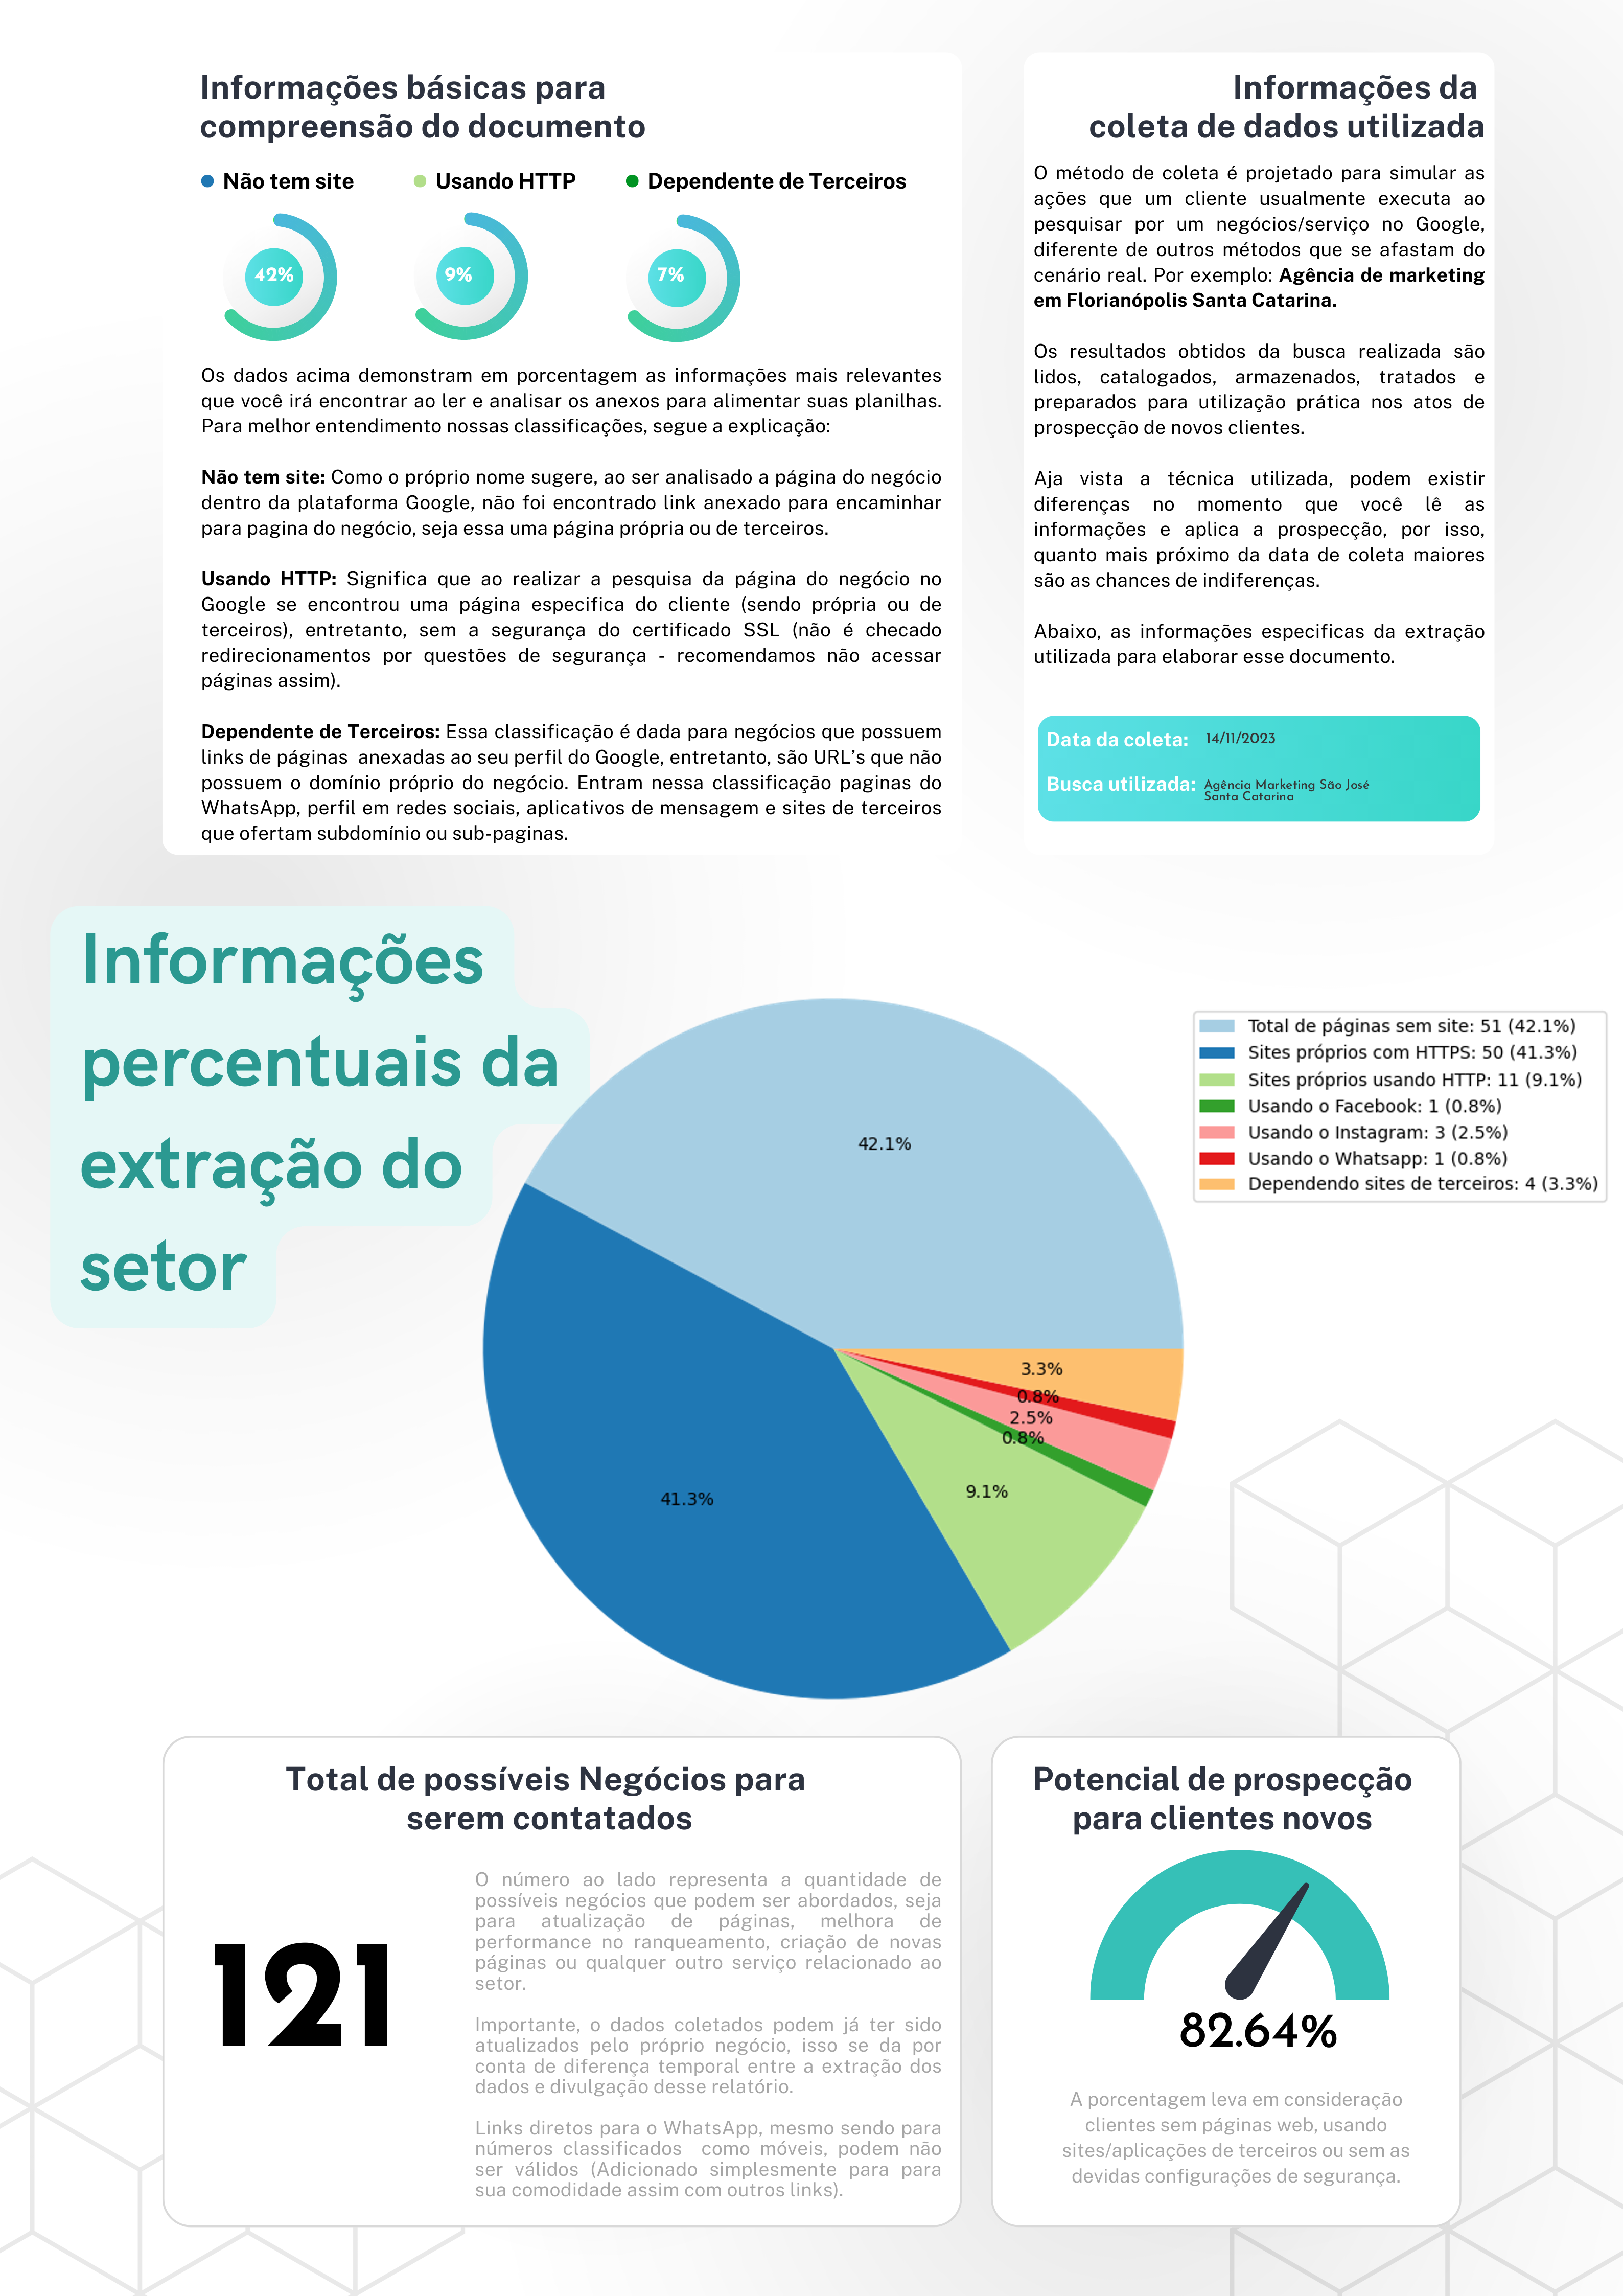 Informações básicas para
compreensão do documento
Não tem site
Usando HTTP
Dependente de Terceiros
42%
9%
7%
Os dados acima demonstram em porcentagem as informações mais relevantes
que você irá encontrar ao ler e analisar os anexos para alimentar suas planilhas.
Para melhor entendimento nossas classificações, segue a explicação:
Não tem site: Como o próprio nome sugere, ao ser analisado a página do negócio
dentro da plataforma Google, não foi encontrado link anexado para encaminhar
para pagina do negócio, seja essa uma página própria ou de terceiros.
Usando HTTP: Significa que ao realizar a pesquisa da página do negócio no
Google se encontrou uma página especifica do cliente (sendo própria ou de
terceiros), entretanto, sem a segurança do certificado SSL (não é checado
redirecionamentos por questões de segurança - recomendamos não acessar
páginas assim).
Dependente de Terceiros: Essa classificação é dada para negócios que possuem
links de páginas anexadas ao seu perfil do Google, entretanto, são URL's que não
possuem o domínio próprio do negócio. Entram nessa classificação paginas do
WhatsApp, perfil em redes sociais, aplicativos de mensagem e sites de terceiros
que ofertam subdomínio ou sub-paginas.
Informações da
coleta de dados utilizada
O método de coleta é projetado para simular as
ações que um cliente usualmente executa ao
pesquisar por um negócios/serviço no Google,
diferente de outros métodos que se afastam do
cenário real. Por exemplo: Agência de marketing
em Florianópolis Santa Catarina.
Os resultados obtidos da busca realizada são
lidos, catalogados, armazenados, tratados e
preparados para utilização prática nos atos de
prospecção de novos clientes.
Aja vista a técnica utilizada, podem existir
diferenças no momento que você lê as
informações e aplica a prospecção, por isso,
quanto mais próximo da data de coleta maiores
são as chances de indiferenças.
Abaixo, as informações especificas da extração
utilizada para elaborar esse documento.
Data da coleta: 14/11/2023
Busca utilizada: Agência Marketing São José
Santa Catarina
Informações
percentuais da
extração do
setor
Total de páginas sem site: 51 (42.1%)
Sites próprios com HTTPS: 50 (41.3%)
Sites próprios usando HTTP: 11 (9.1%)
Usando o Facebook: 1 (0.8%)
Usando o Instagram: 3 (2.5%)
Usando o Whatsapp: 1 (0.8%)
Dependendo sites de terceiros: 4 (3.3%)
42.1%
3.3%
0.8%
2.5%
0.8%
9.1%
41.3%
Total de possíveis Negócios para
serem contatados
121
O número ao lado representa a quantidade de
possíveis negócios que podem ser abordados, seja
para atualização de páginas, melhora de
performance no ranqueamento, criação de novas
páginas ou qualquer outro serviço relacionado ao
setor.
Importante, o dados coletados podem já ter sido
atualizados pelo próprio negócio, isso se da por
conta de diferença temporal entre a extração dos
dados e divulgação desse relatório.
Links diretos para o WhatsApp, mesmo sendo para
números classificados como móveis, podem não
ser válidos (Adicionado simplesmente para para
sua comodidade assim com outros links).
Potencial de prospecção
para clientes novos
82.64%
A porcentagem leva em consideração
clientes sem páginas web, usando
sites/aplicações de terceiros ou sem as
devidas configurações de segurança.